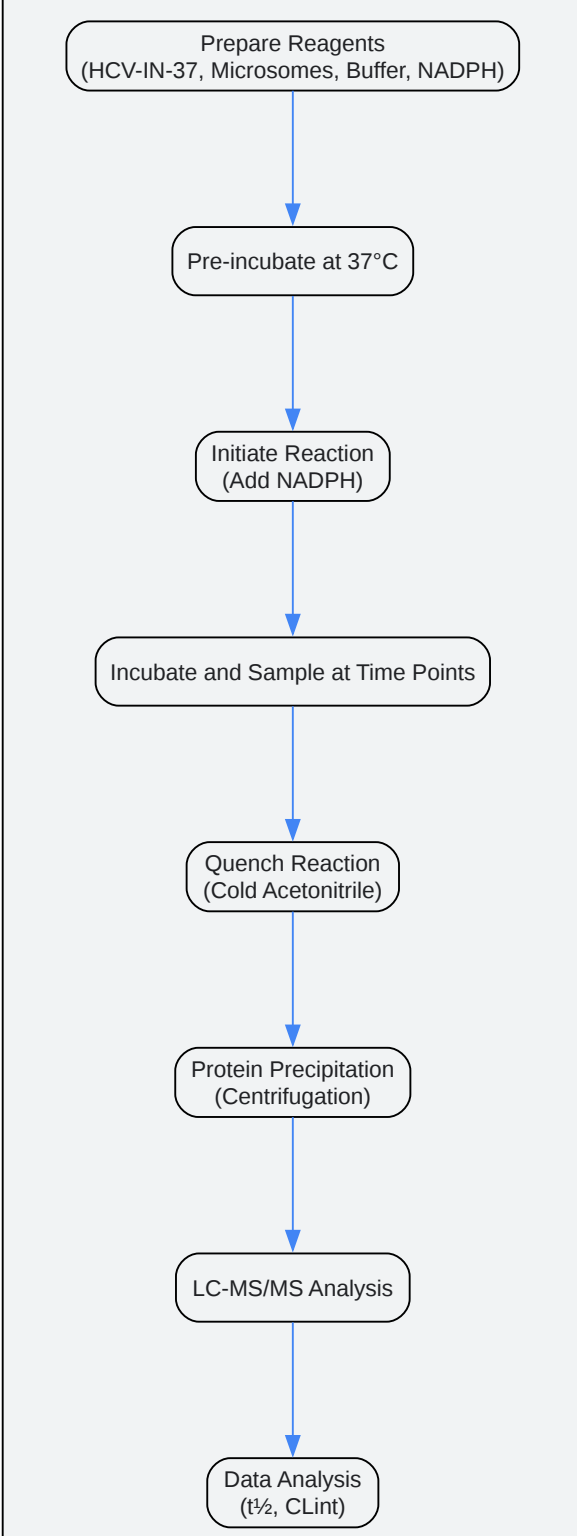 Prepare Reagents
(HCV-IN-37, Microsomes, Buffer, NADPH)
Pre-incubate at 37°C
Initiate Reaction
(Add NADPH)
Incubate and Sample at Time Points
Quench Reaction
(Cold Acetonitrile)
Protein Precipitation
(Centrifugation)
LC-MS/MS Analysis
Data Analysis
(t½, CLint)